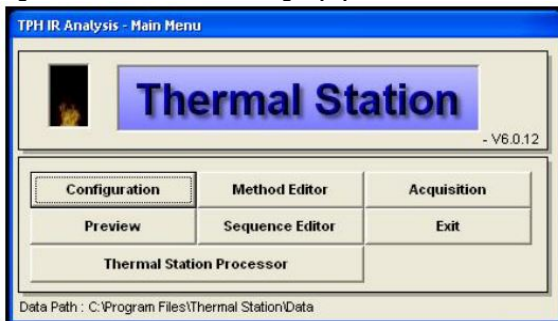 TPH IR Analysis - Main Menu
Thermal Station
- V6.0.12
Configuration Method Editor Acquisition
Preview Sequence Editor Exit
Thermal Station Processor
Data Path : C:\Program Files\Thermal Station\Data